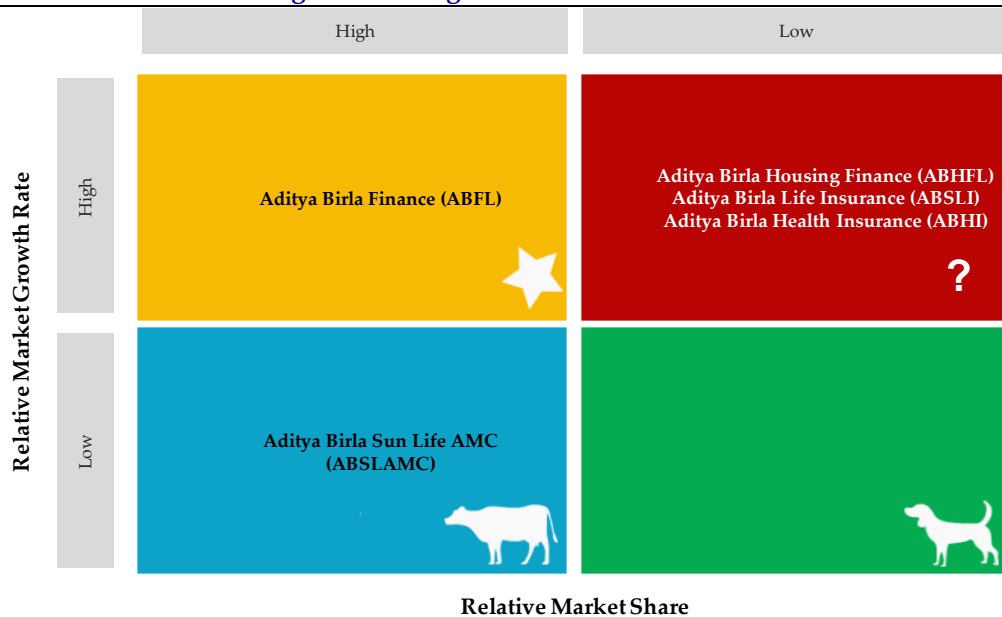 High
Low
Relative Market Growth Rate
High
Aditya Birla Finance (ABFL)
Aditya Birla Housing Finance (ABHFL)
Aditya Birla Life Insurance (ABSLI)
Aditya Birla Health Insurance (ABHI)
?
Low
Aditya Birla Sun Life AMC
(ABSLAMC)
Relative Market Share